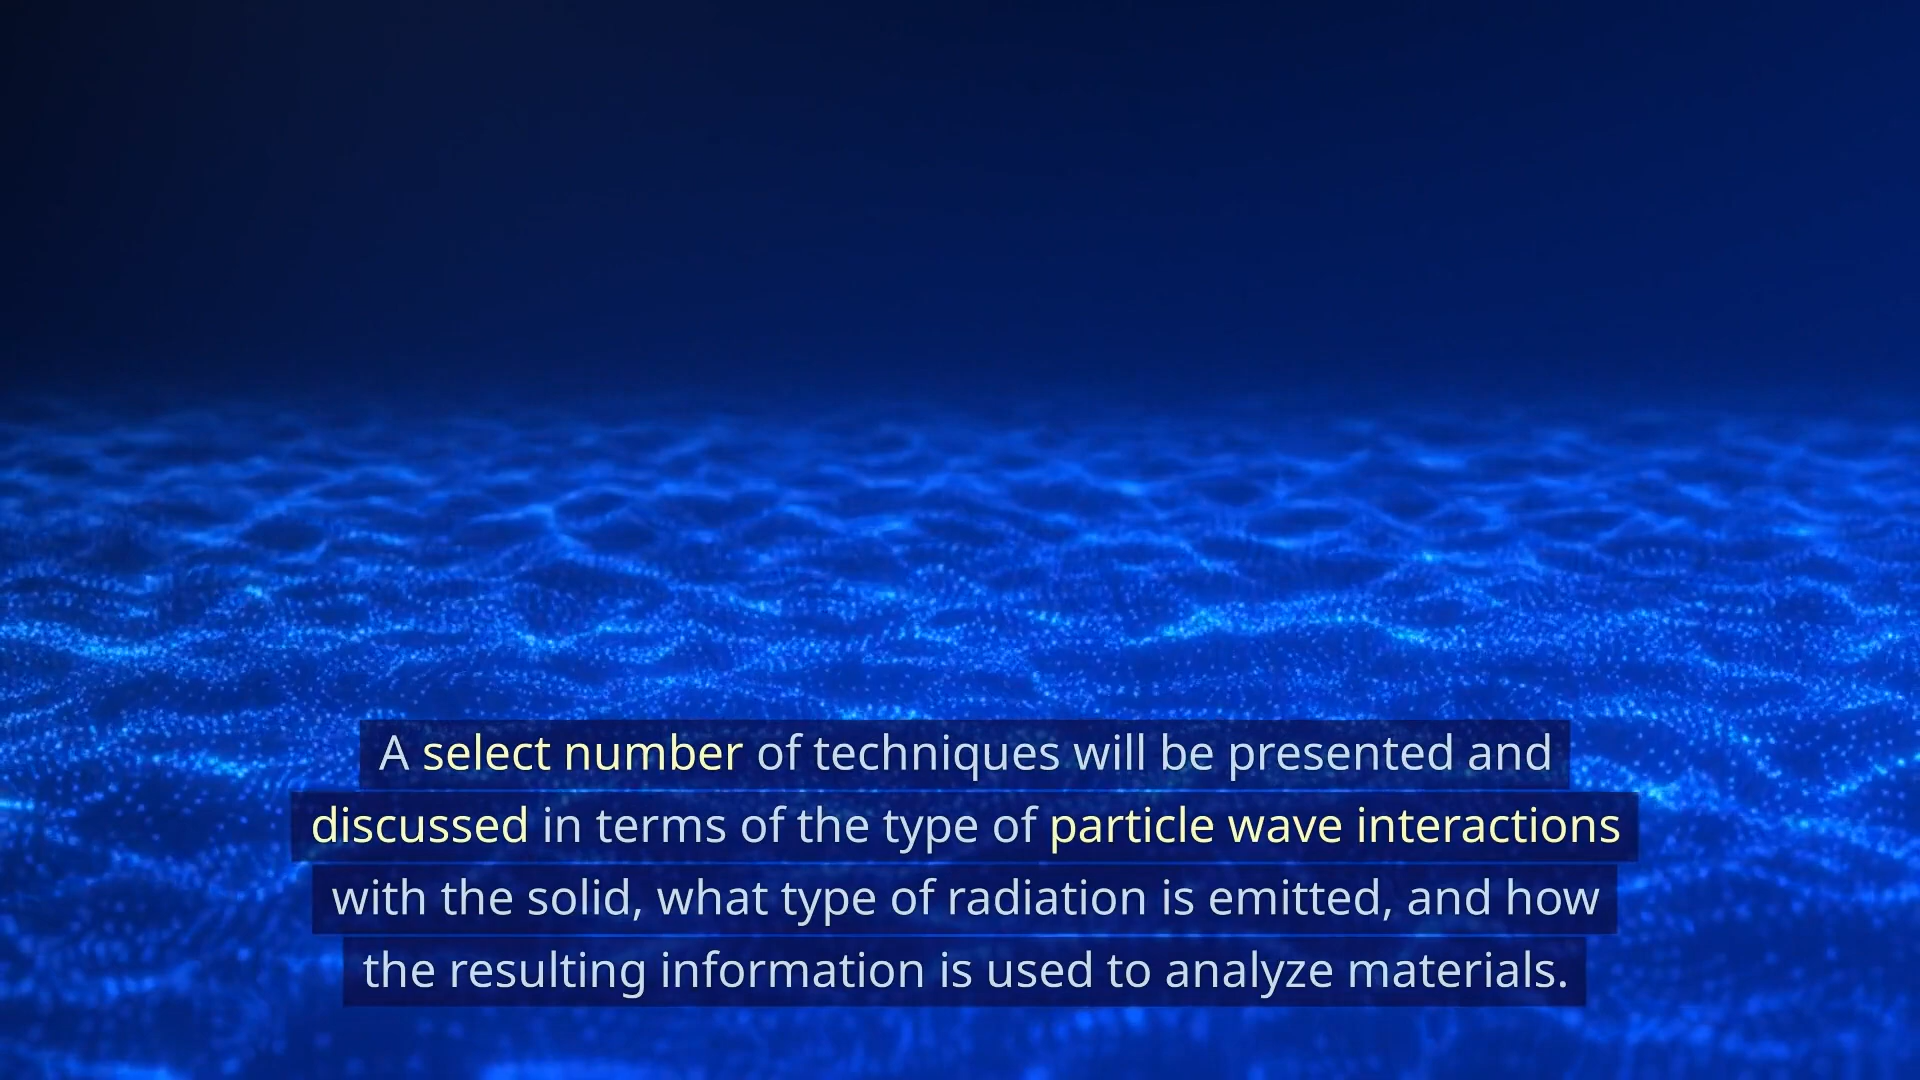 A select number of techniques will be presented and
discussed in terms of the type of particle wave interactions
with the solid, what type of radiation is emitted, and how
the resulting information is used to analyze materials.